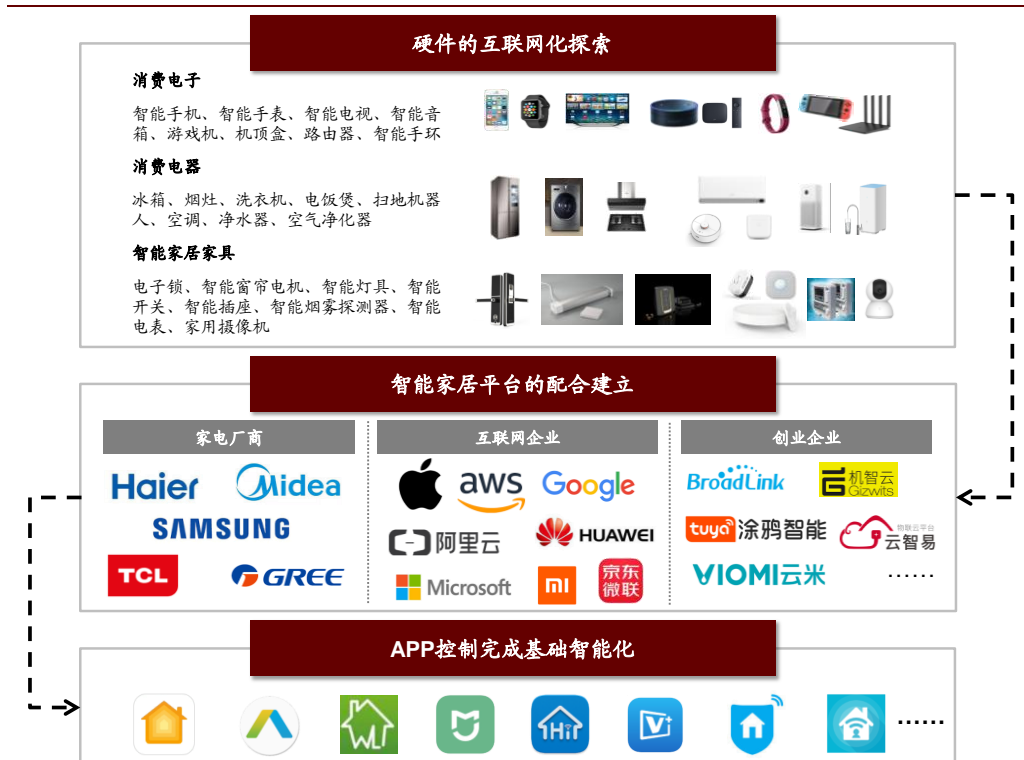 硬件的互联网化探索
消费电子
智能手机、智能手表、智能电视、智能音
箱、游戏机、机顶盒、路由器、智能手环
消费电器
冰箱、烟灶、洗衣机、电饭煲、扫地机器
人、空调、净水器、空气净化器
智能家居家具
电子锁、智能窗帘电机、智能灯具、智能
开关、智能插座、智能烟雾探测器、智能
电表、家用摄像机
智能家居平台的配合建立
家电厂商
互联网企业
创业企业
Haier
Midea
SAMSUNG
TCL
GREE
aws
Google
阿里云
HUAWEI
Microsoft
mi
京东
微联
BroadLink
机智云
Gizwits
tuya 涂鸦智能
物联云平台
云智易
VIOMI云米
......
APP控制完成基础智能化
......